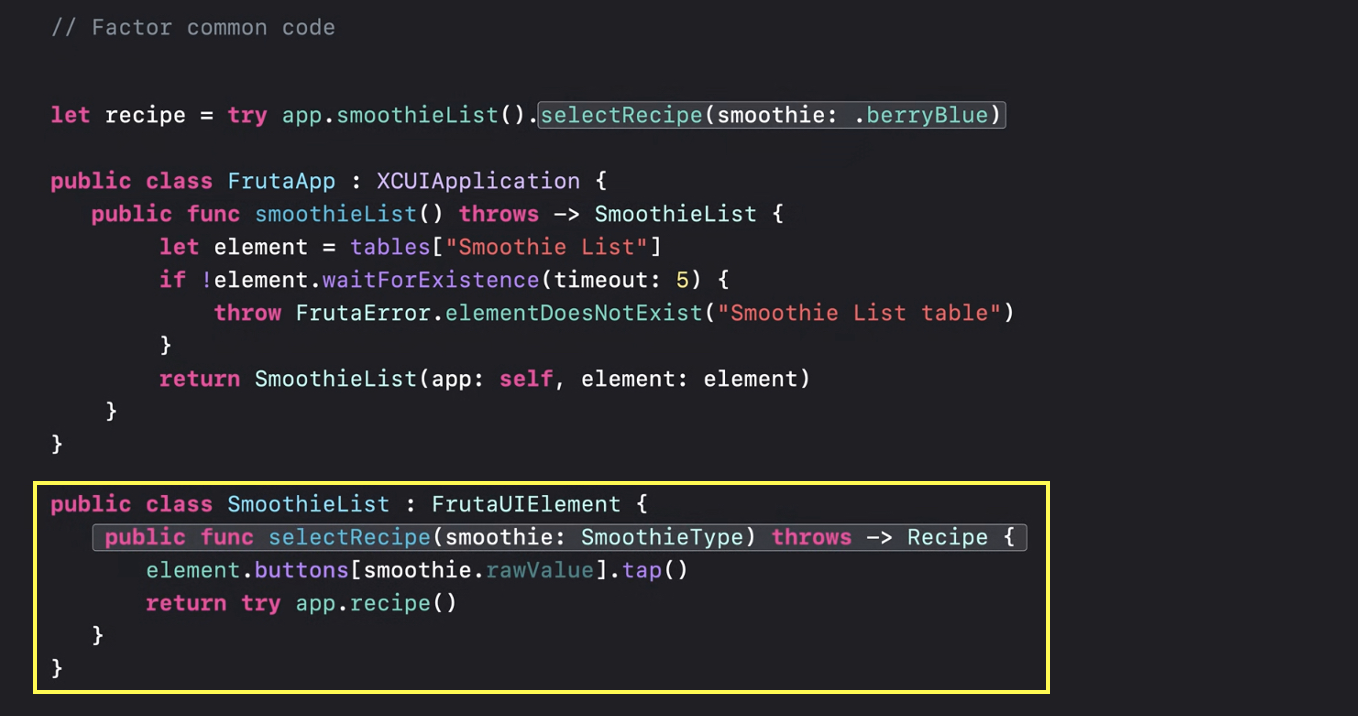 // Factor common code
let recipe = try app.smoothieList().selectRecipe(smoothie: .berryBlue)
public class FrutaApp : XCUIApplication {
public func smoothieList() throws -> SmoothieList {
let element = tables["Smoothie List"]
if !element.waitForExistence(timeout: 5) {
throw FrutaError.elementDoesNotExist("Smoothie List table")
}
return SmoothieList(app: self, element: element)
}
}
public class SmoothieList : FrutaUIElement {
public func selectRecipe(smoothie: SmoothieType) throws -> Recipe {
element.buttons[smoothie.rawValue].tap()
return try app.recipe()
}
}